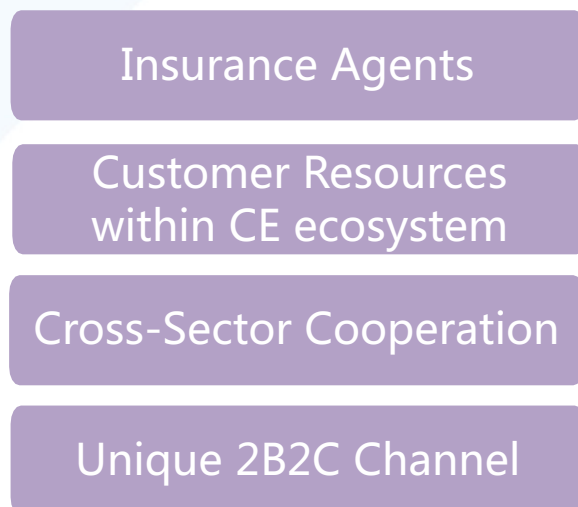 Insurance Agents
Customer Resources
within CE ecosystem
Cross-Sector Cooperation
Unique 2B2C Channel